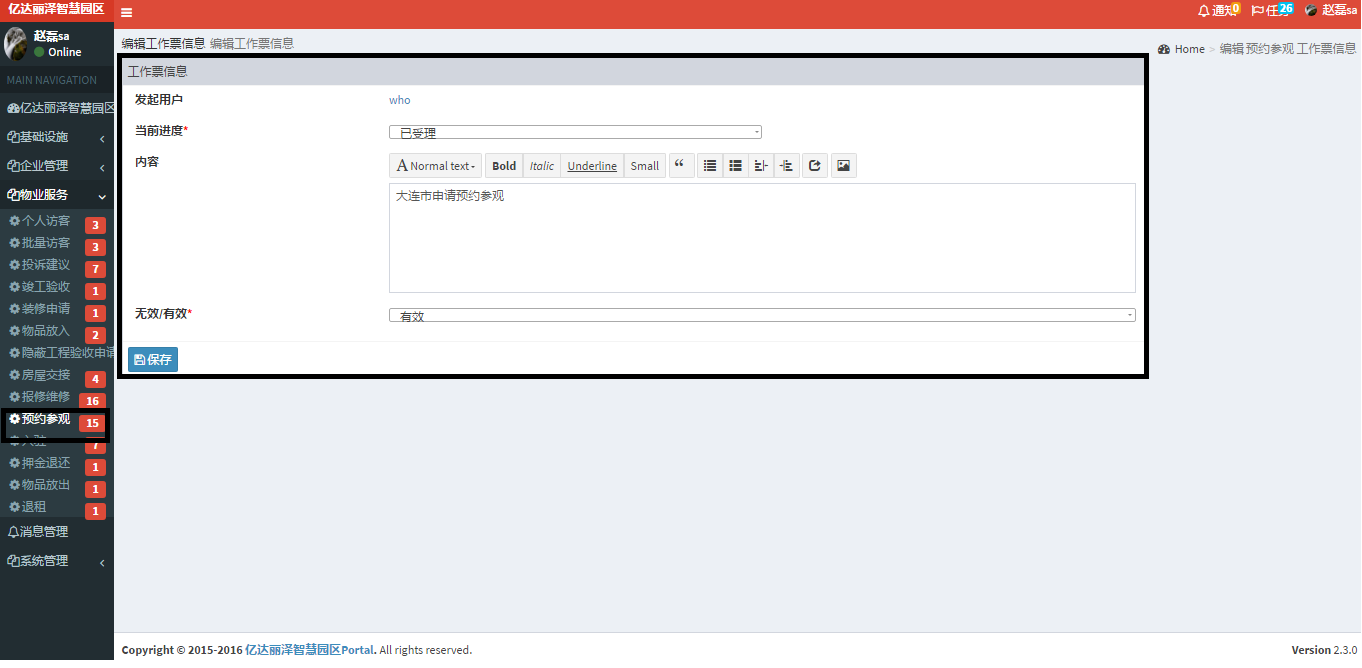 亿达丽泽智慧园区
通知0
任务26
赵磊sa
赵磊sa
Online
MAIN NAVIGATION
亿达丽泽智慧园区
基础设施
企业管理
物业服务
个人访客 3
批量访客 3
投诉建议 7
竣工验收 1
装修申请 1
物品放入 2
隐蔽工程验收申请
房屋交接 4
报修维修 16
预约参观 15
入驻 7
押金退还 1
物品放出 1
退租 1
消息管理
系统管理
编辑工作票信息 编辑工作票信息
Home > 编辑 预约参观 工作票信息
工作票信息
发起用户 who
当前进度* 已受理
内容 Normal text Bold Italic Underline Small
大连市申请预约参观
无效/有效* 有效
保存
Copyright © 2015-2016 亿达丽泽智慧园区Portal. All rights reserved.
Version 2.3.0